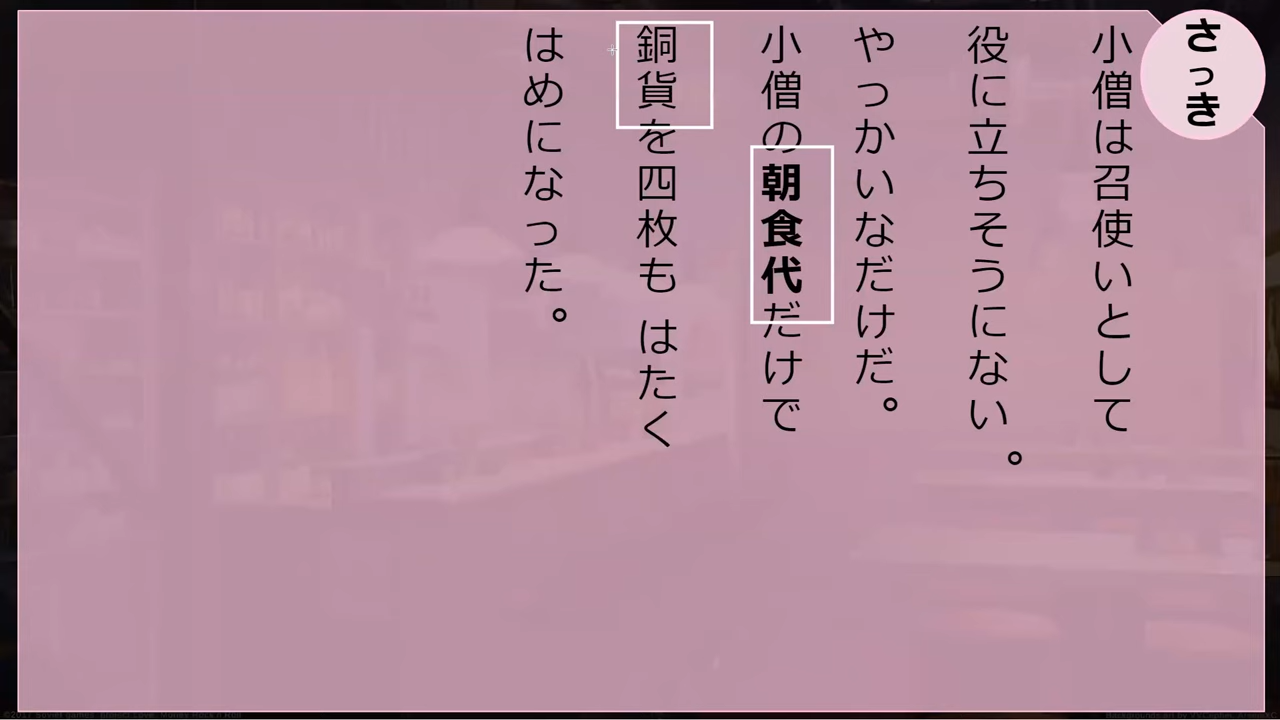 さっき
小僧は召使いとして
役に立ちそうにない。
やっかいなだけだ。
小僧の朝食代だけで
銅貨を四枚も はたく
はめになった。